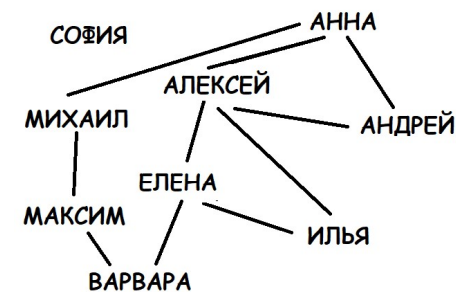 АННА
СОФИЯ
АЛЕКСЕЙ
МИХАИЛ
АНДРЕЙ
ЕЛЕНА
МАКСИМ
ИЛЬЯ
ВАРВАРА